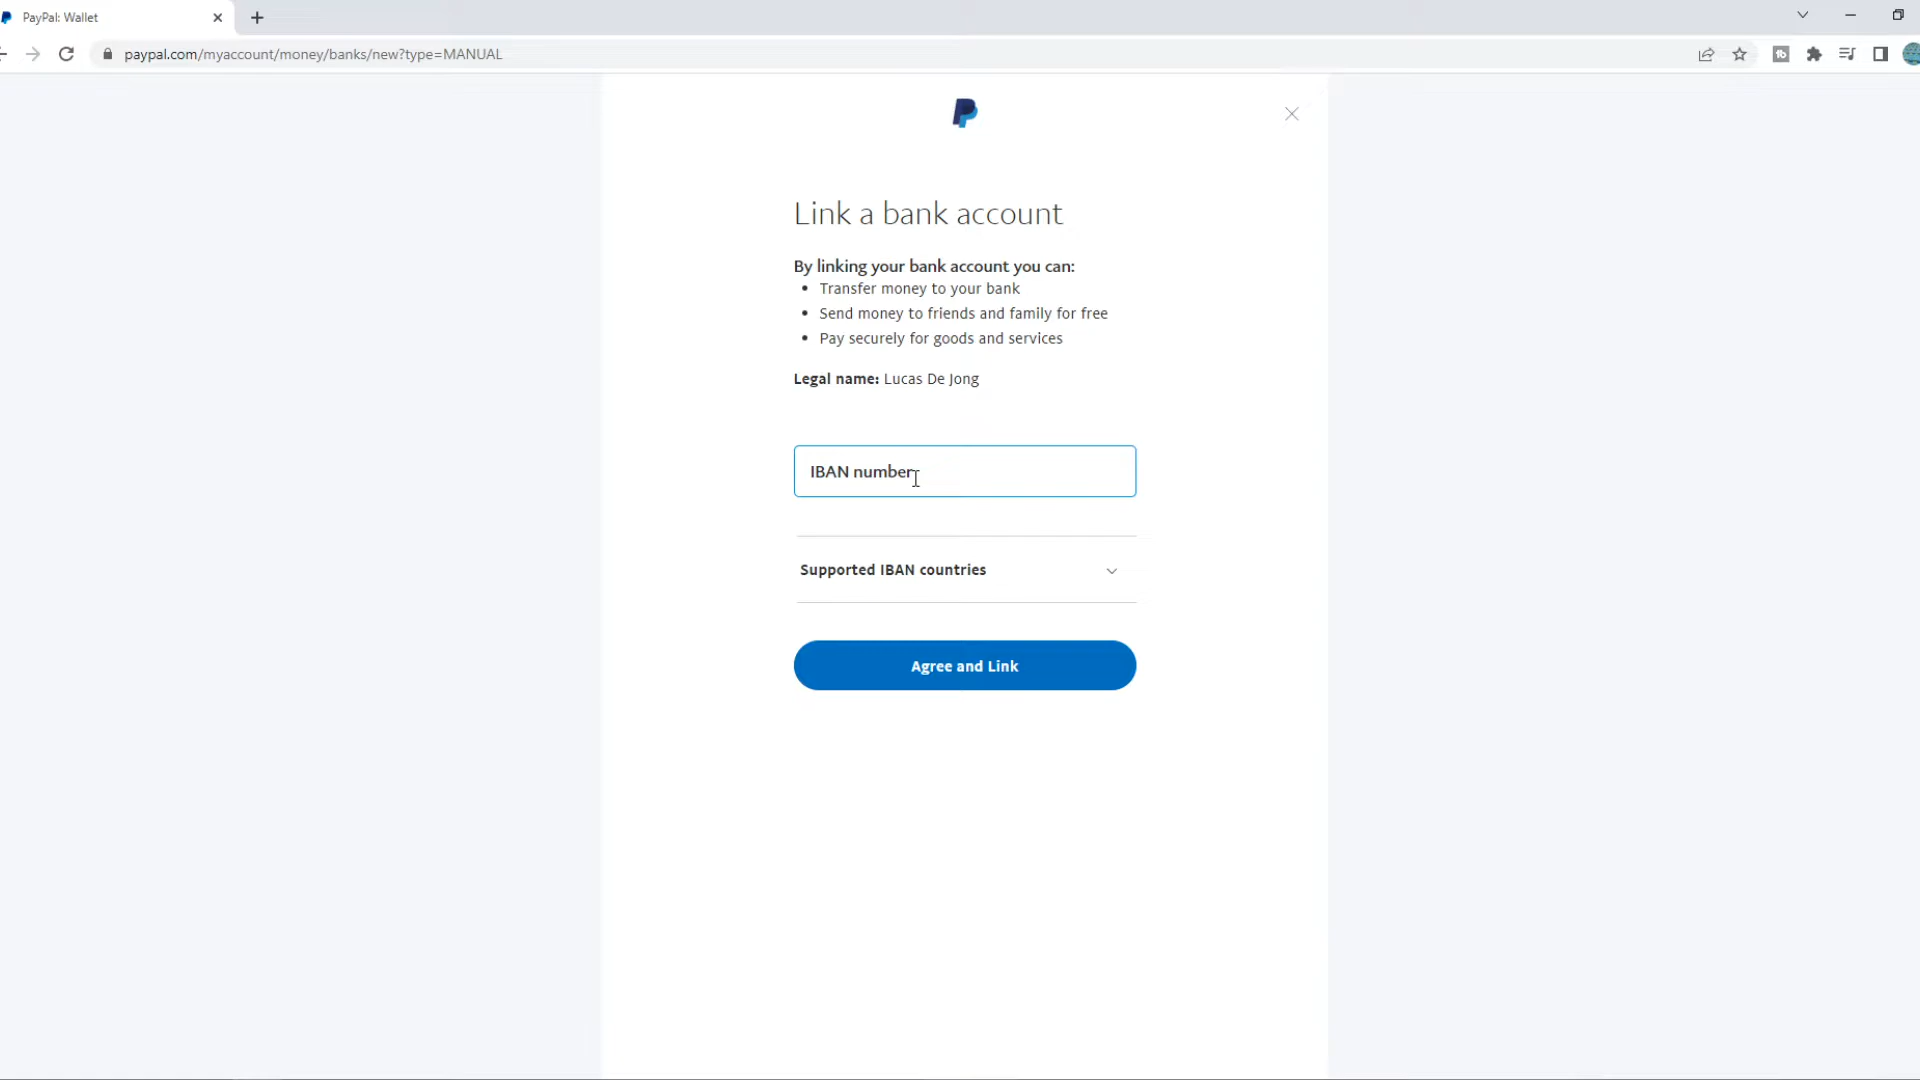 PayPal: Wallet
paypal.com/myaccount/money/banks/new?type=MANUAL
Link a bank account
By linking your bank account you can:
• Transfer money to your bank
• Send money to friends and family for free
• Pay securely for goods and services
Legal name: Lucas De Jong
IBAN number
Supported IBAN countries
Agree and Link